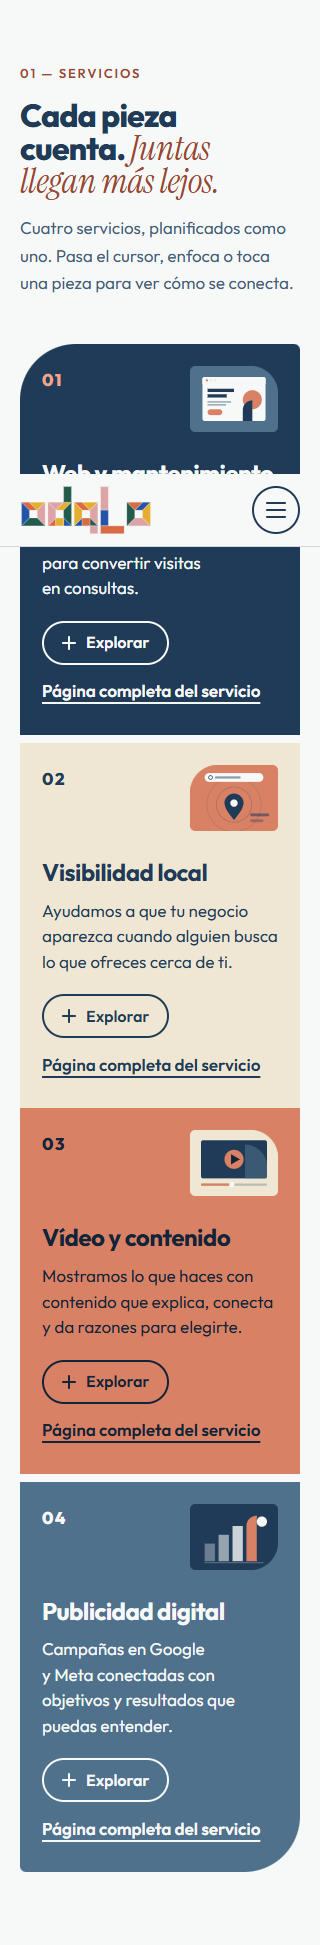 01 — SERVICIOS
Cada pieza
cuenta. Juntas
llegan más lejos.
Cuatro servicios, planificados como
uno. Pasa el cursor, enfoca o toca
una pieza para ver cómo se conecta.
01
Web y mantenimiento
para convertir visitas
en consultas.
+ Explorar
Página completa del servicio
02
Visibilidad local
Ayudamos a que tu negocio
aparezca cuando alguien busca
lo que ofreces cerca de ti.
+ Explorar
Página completa del servicio
03
Vídeo y contenido
Mostramos lo que haces con
contenido que explica, conecta
y da razones para elegirte.
+ Explorar
Página completa del servicio
04
Publicidad digital
Campañas en Google
y Meta conectadas con
objetivos y resultados que
puedas entender.
+ Explorar
Página completa del servicio